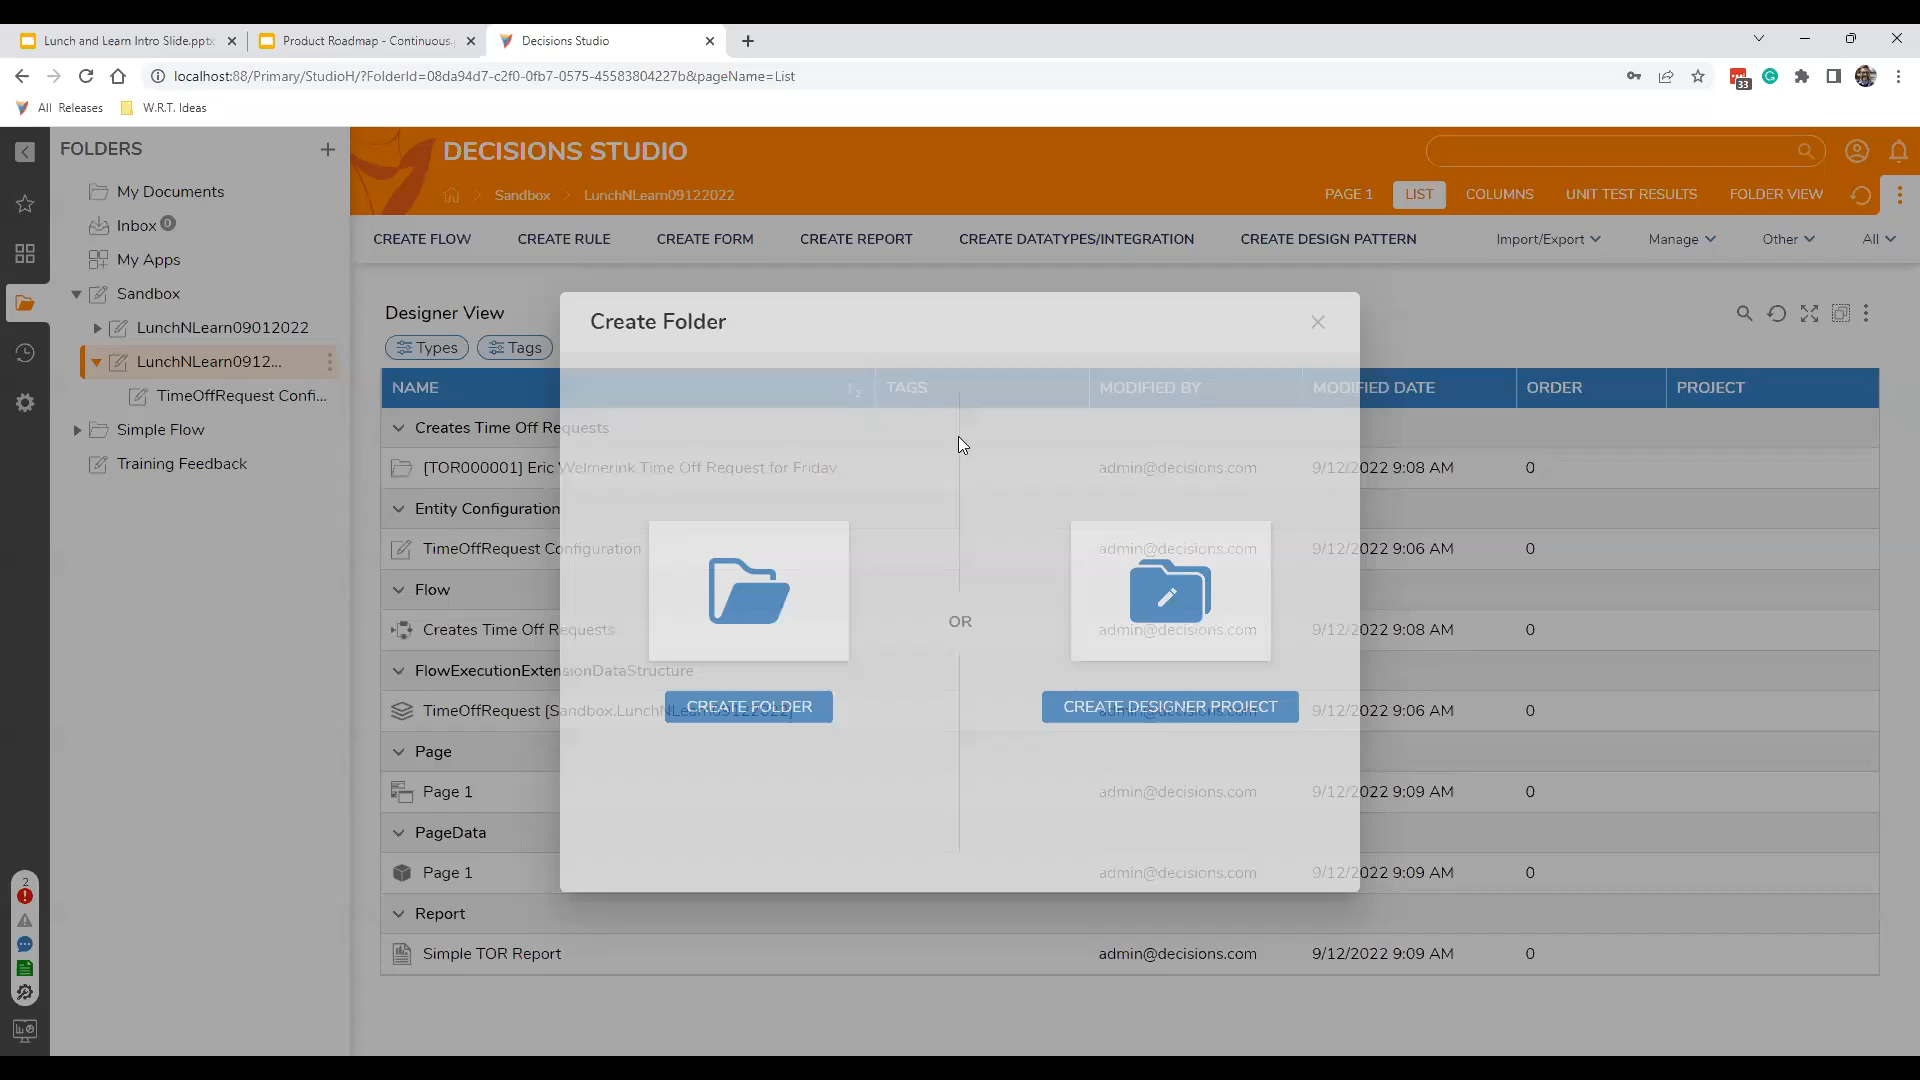 Lunch and Learn Intro Slide.pptx
Product Roadmap - Continuous
Decisions Studio
localhost:88/Primary/StudioH/?FolderId=08da94d7-c2f0-0fb7-0575-45583804227b&pageName=List
33
All Releases
W.R.T. Ideas
FOLDERS
My Documents
Inbox 0
My Apps
Sandbox
LunchNLearn09012022
LunchNLearn0912...
TimeOffRequest Confi...
Simple Flow
Training Feedback
2
DECISIONS STUDIO
Sandbox
LunchNLearn09122022
PAGE 1
LIST
COLUMNS
UNIT TEST RESULTS
FOLDER VIEW
CREATE FLOW
CREATE RULE
CREATE FORM
CREATE REPORT
CREATE DATATYPES/INTEGRATION
CREATE DESIGN PATTERN
Import/Export
Manage
Other
All
Designer View
Types
Tags
NAME
2
TAGS
MODIFIED BY
MODIFIED DATE
ORDER
PROJECT
Creates Time Off Requests
[TOR000001] Eric Welmerink Time Off Request for Friday
admin@decisions.com
9/12/2022 9:08 AM
0
Entity Configuration
TimeOffRequest Configuration
admin@decisions.com
9/12/2022 9:06 AM
0
Flow
Creates Time Off Requests
admin@decisions.com
9/12/2022 9:08 AM
0
FlowExecutionExtensionDataStructure
TimeOffRequest [Sandbox.LunchNLearn09122022]
admin@decisions.com
9/12/2022 9:06 AM
0
Page
Page 1
admin@decisions.com
9/12/2022 9:09 AM
0
PageData
Page 1
admin@decisions.com
9/12/2022 9:09 AM
0
Report
Simple TOR Report
admin@decisions.com
9/12/2022 9:09 AM
0
Create Folder
OR
CREATE FOLDER
CREATE DESIGNER PROJECT